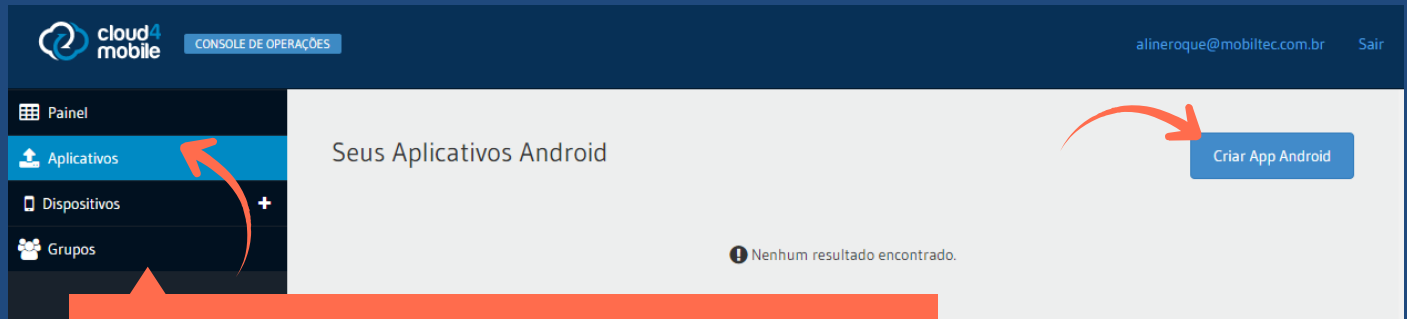 cloud4
mobile
CONSOLE DE OPERAÇÕES
alineroque@mobiltec.com.br
Sair
Painel
Aplicativos
Dispositivos
Grupos
Seus Aplicativos Android
Criar App Android
Nenhum resultado encontrado.